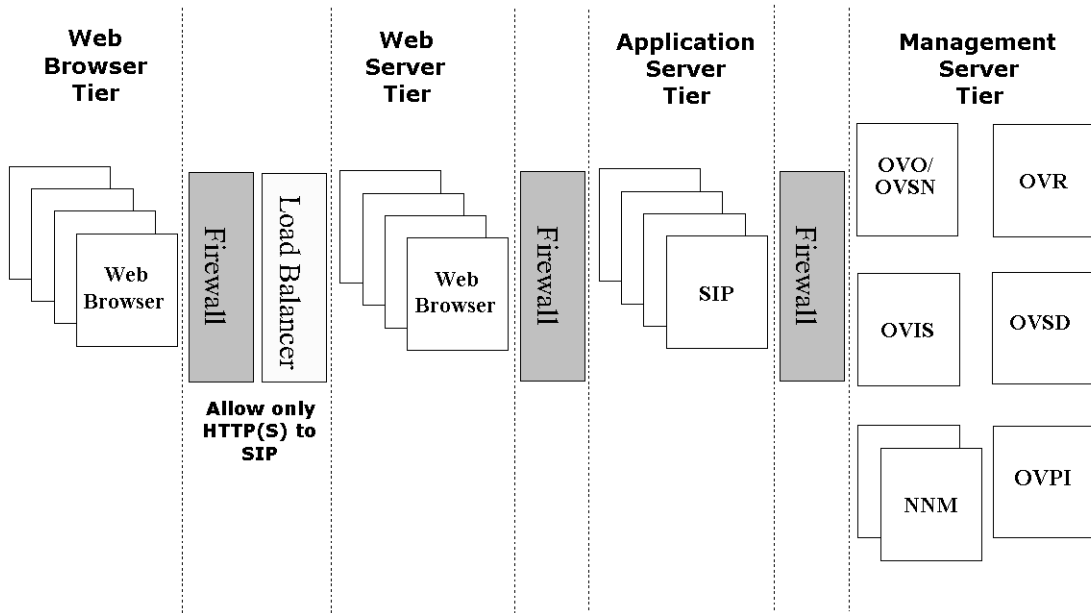 Web
Browser
Tier
Web
Server
Tier
Application
Server
Tier
Management
Server
Tier
Web
Browser
Firewall
Load Balancer
Allow only
HTTP(S) to
SIP
Web
Browser
Firewall
SIP
Firewall
OVO/
OVSN
OVR
OVIS
OVSD
NNM
OVPI